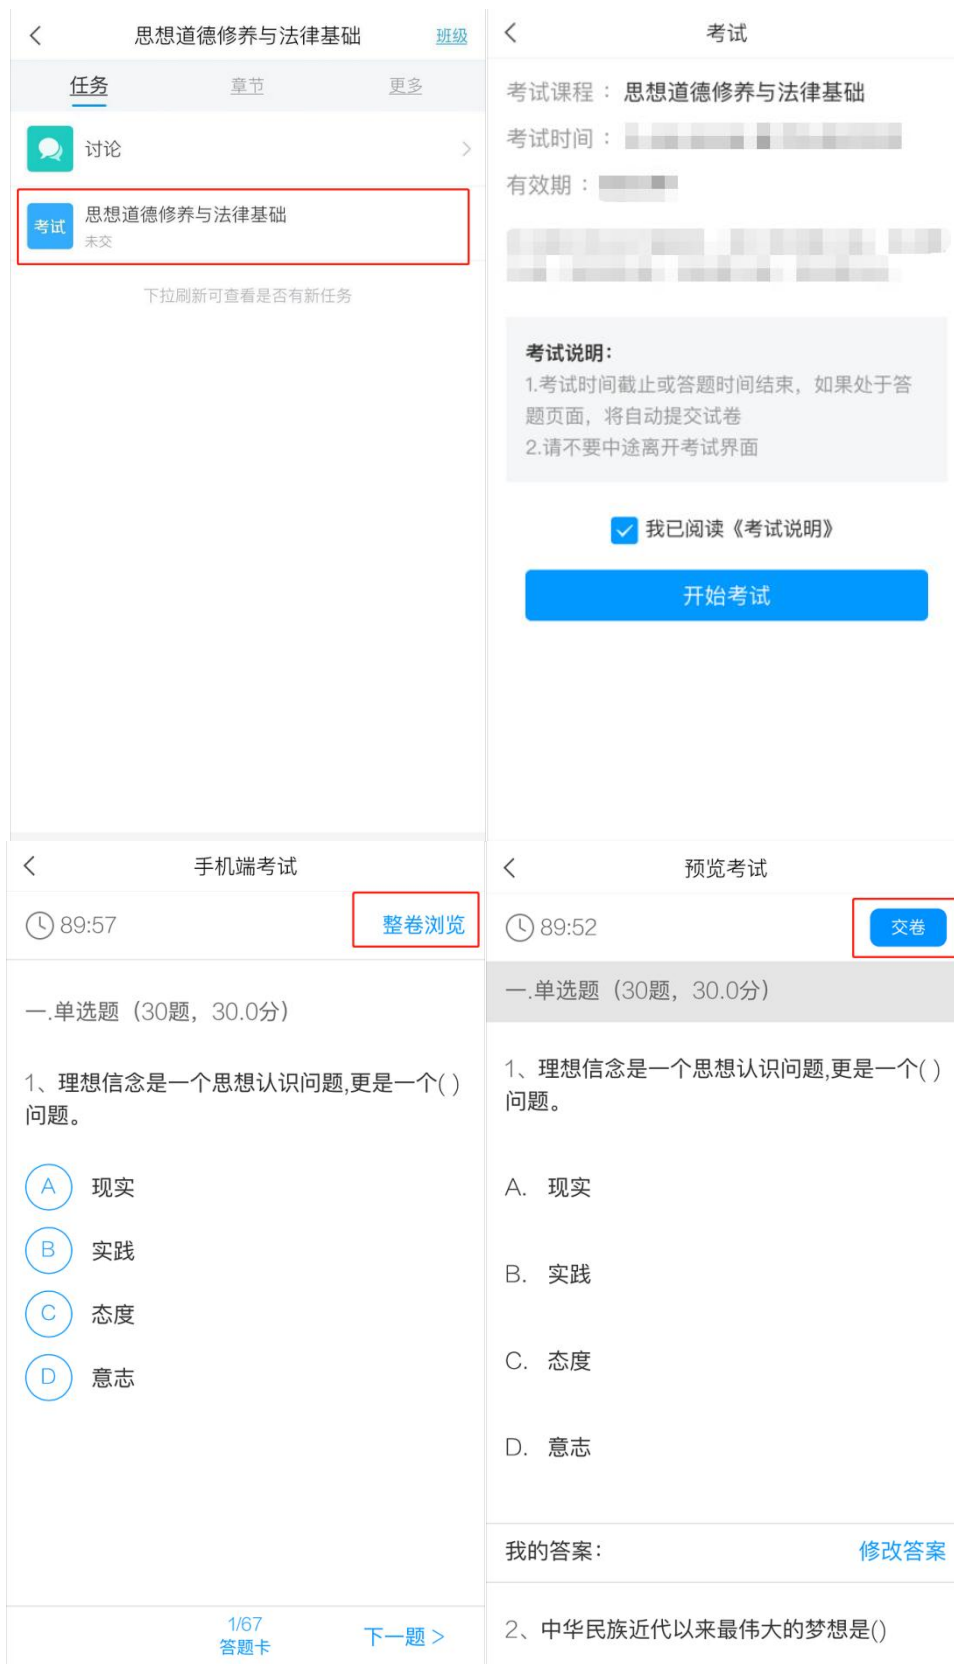 思想道德修养与法律基础 班级
任务 章节 更多
讨论
考试 思想道德修养与法律基础
未交
下拉刷新可查看是否有新任务
考试
考试课程：思想道德修养与法律基础
考试时间：
有效期：
考试说明：
1.考试时间截止或答题时间结束，如果处于答
题页面，将自动提交试卷
2.请不要中途离开考试界面
我已阅读《考试说明》
开始考试
手机端考试
89:57 整卷浏览
一.单选题（30题，30.0分）
1、理想信念是一个思想认识问题,更是一个( )
问题。
A 现实
B 实践
C 态度
D 意志
1/67
答题卡
下一题 >
预览考试
89:52 交卷
一.单选题（30题，30.0分）
1、理想信念是一个思想认识问题,更是一个( )
问题。
A. 现实
B. 实践
C. 态度
D. 意志
我的答案： 修改答案
2、中华民族近代以来最伟大的梦想是()